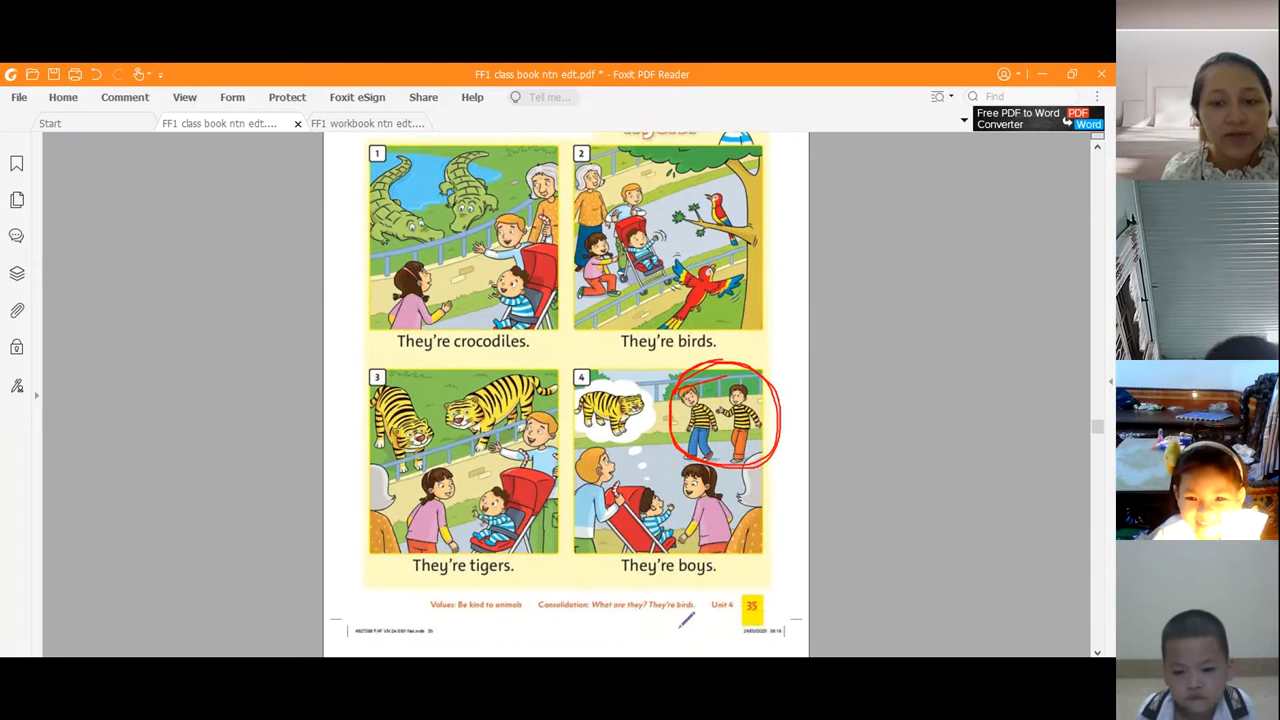 FF1 class book ntn edt.pdf * - Foxit PDF Reader
File Home Comment View Form Protect Foxit eSign Share Help Tell me... Find
Free PDF to Word Converter PDF Word
Start FF1 class book ntn edt.... FF1 workbook ntn edt....
1
2
They're crocodiles.
They're birds.
3
4
They're tigers.
They're boys.
Values: Be kind to animals Consolidation: What are they? They're birds. Unit 4 35